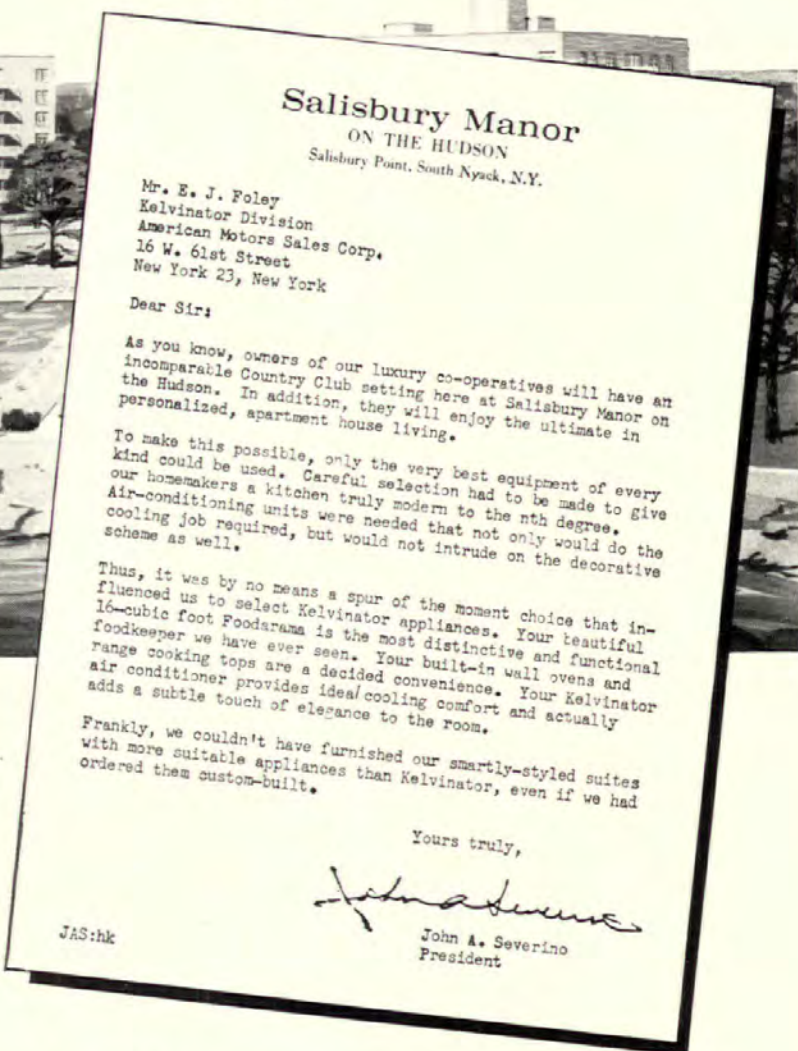 Salisbury Manor
ON THE HUDSON
Salisbury Point, South Nyack, N.Y.
Mr. E. J. Foley
Kelvinator Division
American Motors Sales Corp.
16 W. 61st Street
New York 23, New York
Dear Sir:
As you know, owners of our luxury co-operatives will have an
incomparable Country Club setting here at Salisbury Manor on
the Hudson. In addition, they will enjoy the ultimate in
personalized, apartment house living.
To make this possible, only the very best equipment of every
kind could be used. Careful selection had to be made to give
our homemakers a kitchen truly modern to the nth degree.
Air-conditioning units were needed that not only would do the
cooling job required, but would not intrude on the decorative
scheme as well.
Thus, it was by no means a spur of the moment choice that in-
fluenced us to select Kelvinator appliances. Your beautiful
16-cubic foot Foodarama is the most distinctive and functional
foodkeeper we have ever seen. Your built-in wall ovens and
range cooking tops are a decided convenience. Your Kelvinator
air conditioner provides ideal cooling comfort and actually
adds a subtle touch of elegance to the room.
Frankly, we couldn't have furnished our smartly-styled suites
with more suitable appliances than Kelvinator, even if we had
ordered them custom-built.
Yours truly,
John A Severino
John A. Severino
President
JAS:hk